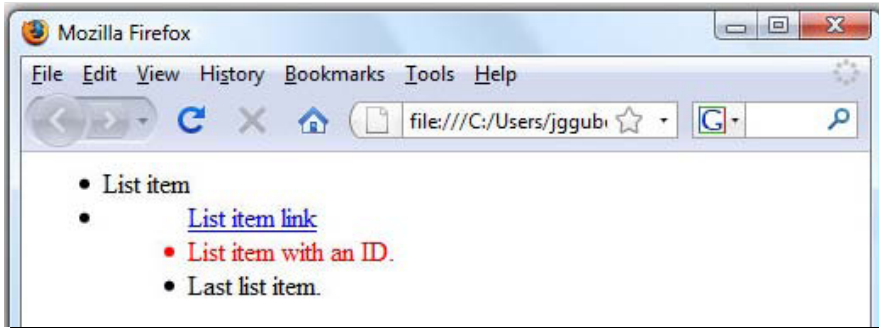 Mozilla Firefox
File Edit View History Bookmarks Tools Help
file:///C:/Users/jggub G
• List item
• List item link
• List item with an ID.
• Last list item.